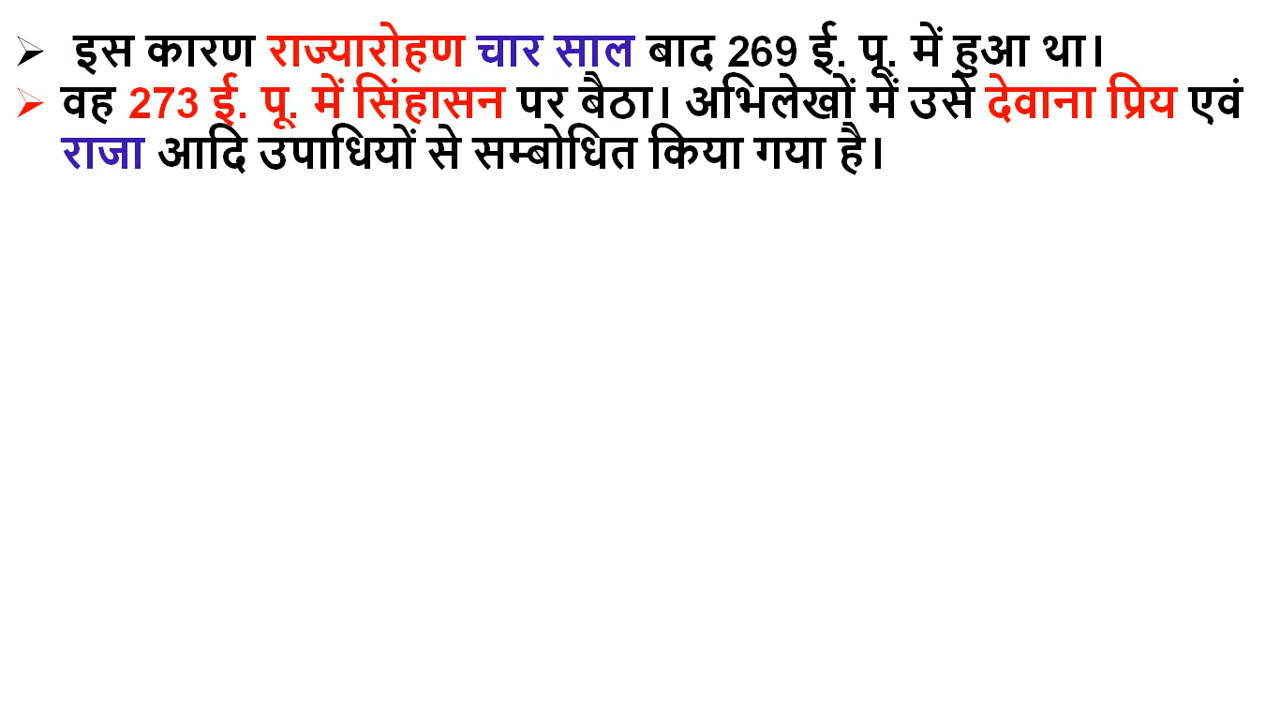 ➢ इस कारण राज्यारोहण चार साल बाद 269 ई. पू. में हुआ था।
➢ वह 273 ई. पू. में सिंहासन पर बैठा। अभिलेखों में उसे देवाना प्रिय एवं
राजा आदि उपाधियों से सम्बोधित किया गया है।